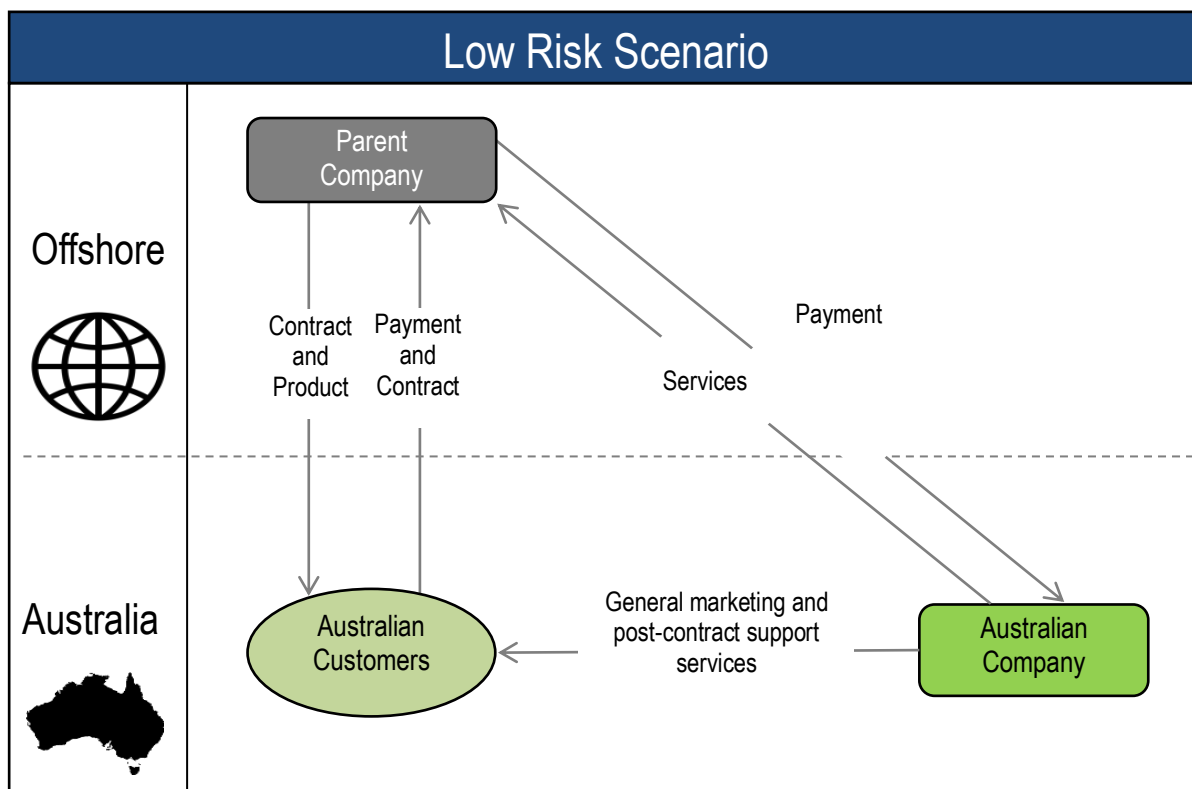 Low Risk Scenario
Parent
Company
Offshore
Contract
and
Product
Payment
and
Contract
Payment
Services
Australia
Australian
Customers
General marketing and
post-contract support
services
Australian
Company